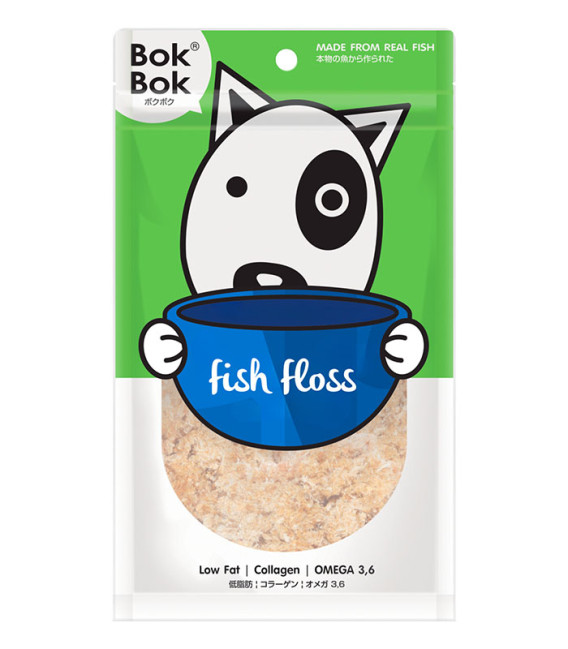 Bok®
Bok
ボクボク
MADE FROM REAL FISH
本物の魚から作られた
fish floss
Low Fat | Collagen | OMEGA 3,6
低脂肪 ¦ コラーゲン ¦ オメガ 3,6